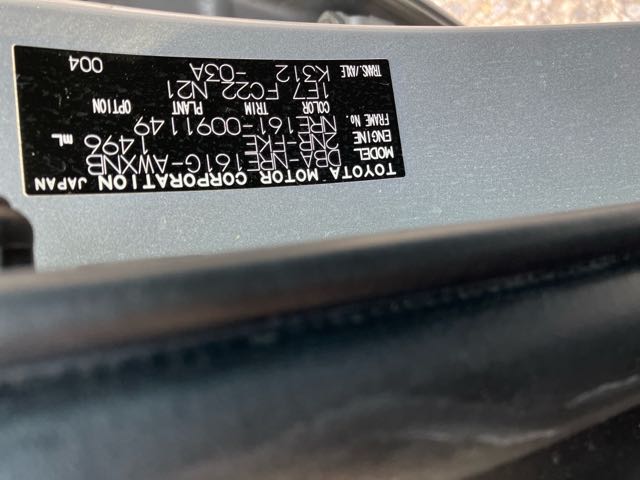 TOYOTA MOTOR CORPORATION JAPAN
MODEL DBA-NRE161G-AWXNB
ENGINE 2NR-FKE 1496 mL
FRAME No. NRE161-0091149
COLOR TRIM PLANT OPTION
1E7 FC22 N21
TRANS./AXLE K312 -03A
004